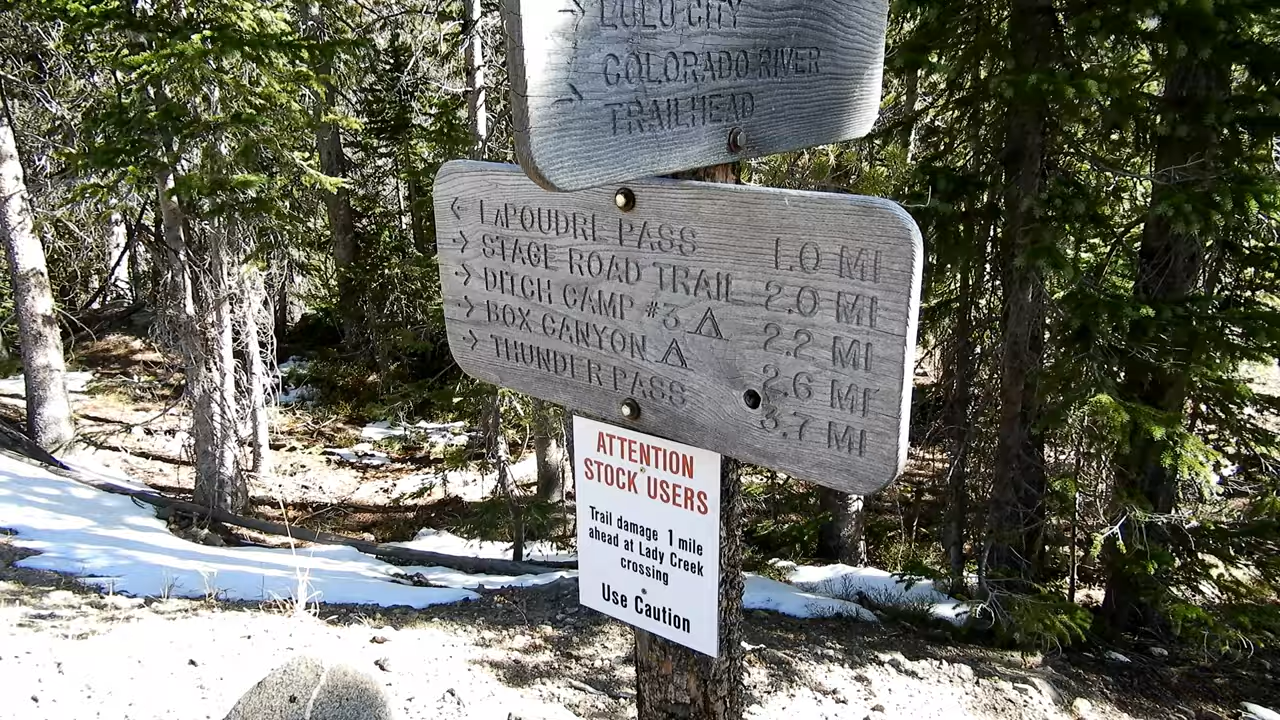 > LULU CITY
COLORADO RIVER
> TRAILHEAD
< LAPOUDRE PASS 1.0 MI
> STAGE ROAD TRAIL 2.0 MI
> DITCH CAMP #3 2.2 MI
> BOX CANYON 2.6 MI
> THUNDER PASS 3.7 MI
ATTENTION
STOCK USERS
Trail damage 1 mile
ahead at Lady Creek
crossing
Use Caution